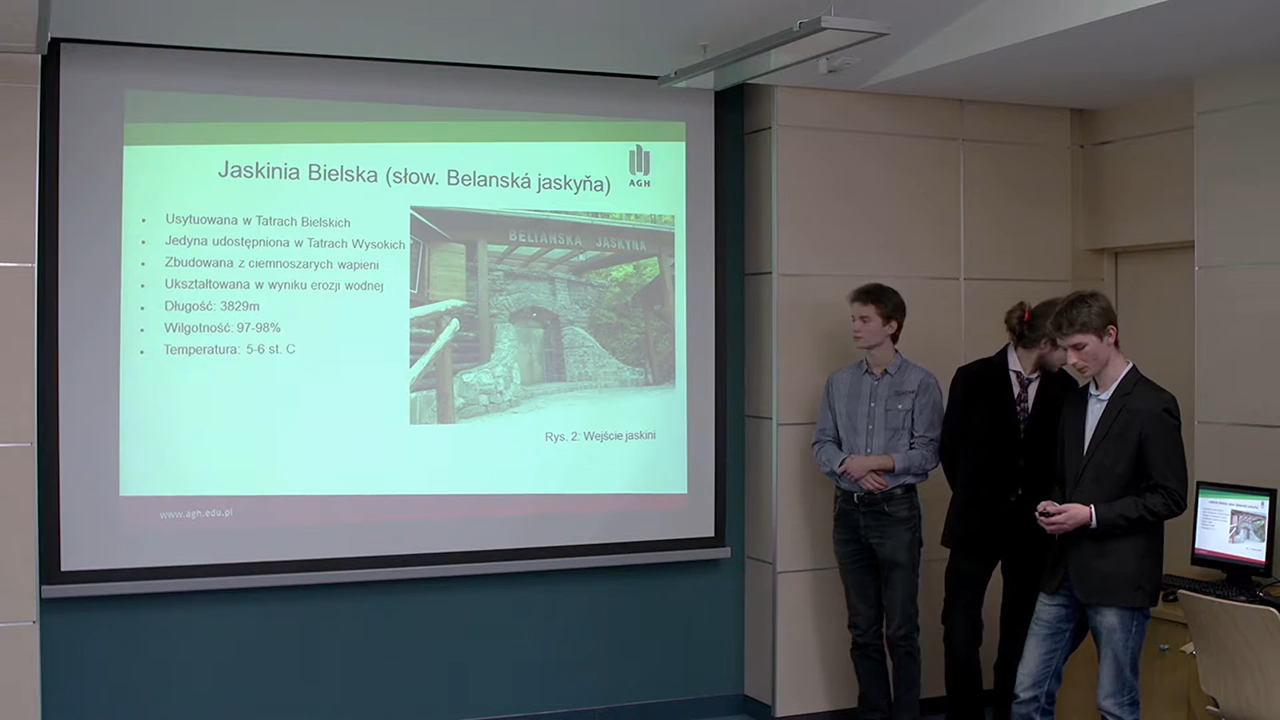 Jaskinia Bielska (słow. Belanská jaskyňa)
AGH
Usytuowana w Tatrach Bielskich
Jedyna udostępniona w Tatrach Wysokich
Zbudowana z ciemnoszarych wapieni
Ukształtowana w wyniku erozji wodnej
Długość: 3829m
Wilgotność: 97-98%
Temperatura: 5-6 st. C
BELIANSKA JASKYNA
Rys. 2: Wejście jaskini
www.agh.edu.pl